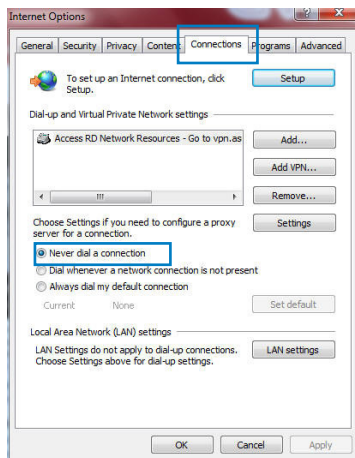 Internet Options
General Security Privacy Content Connections Programs Advanced
To set up an Internet connection, click Setup
Setup.
Dial-up and Virtual Private Network settings
Access RD Network Resources - Go to vpn.as Add...
Add VPN...
Remove...
Choose Settings if you need to configure a proxy Settings
server for a connection.
Never dial a connection
Dial whenever a network connection is not present
Always dial my default connection
Current None Set default
Local Area Network (LAN) settings
LAN Settings do not apply to dial-up connections. LAN settings
Choose Settings above for dial-up settings.
OK Cancel Apply